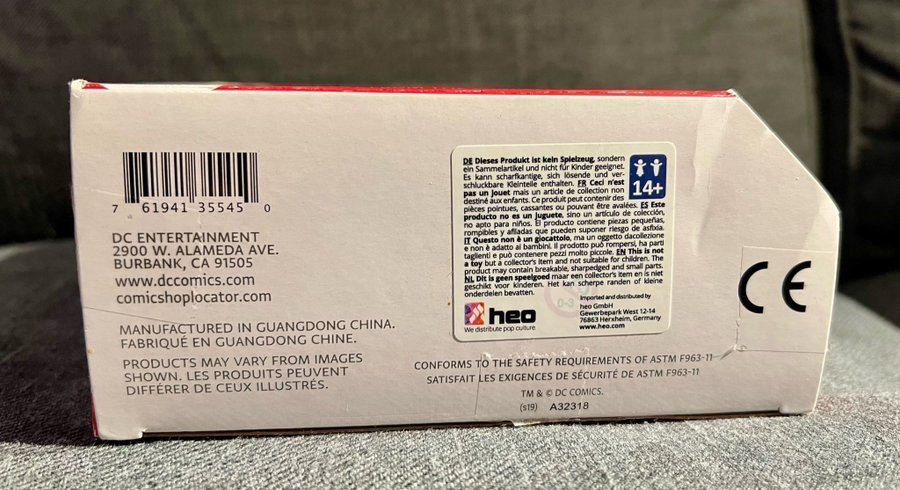 7 61941 35545 0
DC ENTERTAINMENT
2900 W. ALAMEDA AVE.
BURBANK, CA 91505
www.dccomics.com
comicshoplocator.com
MANUFACTURED IN GUANGDONG CHINA.
FABRIQUÉ EN GUANGDONG CHINE.
PRODUCTS MAY VARY FROM IMAGES
SHOWN. LES PRODUITS PEUVENT
DIFFÉRER DE CEUX ILLUSTRÉS.
DE Dieses Produkt ist kein Spielzeug, sondern
ein Sammelartikel und nicht für Kinder geeignet.
Es kann scharfkantige, sich lösende und ver-
schluckbare Kleinteile enthalten. FR Ceci n'est
pas un jouet mais un article de collection non
destiné aux enfants. Ce produit peut contenir des
pièces pointues, cassantes ou pouvant être avalées. ES Este
producto no es un juguete, sino un artículo de colección,
no apto para niños. El producto contiene piezas pequeñas,
rompibles y afiladas que pueden suponer riesgo de asfixia.
IT Questo non è un giocattolo, ma un oggetto dacollezione
e non è adatto ai bambini. Il prodotto può rompersi, ha parti
taglienti e può contenere pezzi molto piccole. EN This is not
a toy but a collector's item and not suitable for children. The
product may contain breakable, sharpedged and small parts.
NL Dit is geen speelgoed maar een collector's item en is niet
geschikt voor kinderen. Het kan scherpe randen of kleine
onderdelen bevatten.
14+
0-3
heo
We distribute pop culture
Imported and distributed by
heo GmbH
Gewerbepark West 12-14
76863 Herxheim, Germany
www.heo.com
CE
CONFORMS TO THE SAFETY REQUIREMENTS OF ASTM F963-11
SATISFAIT LES EXIGENCES DE SÉCURITÉ DE ASTM F963-11
TM & © DC COMICS.
(s19) A32318